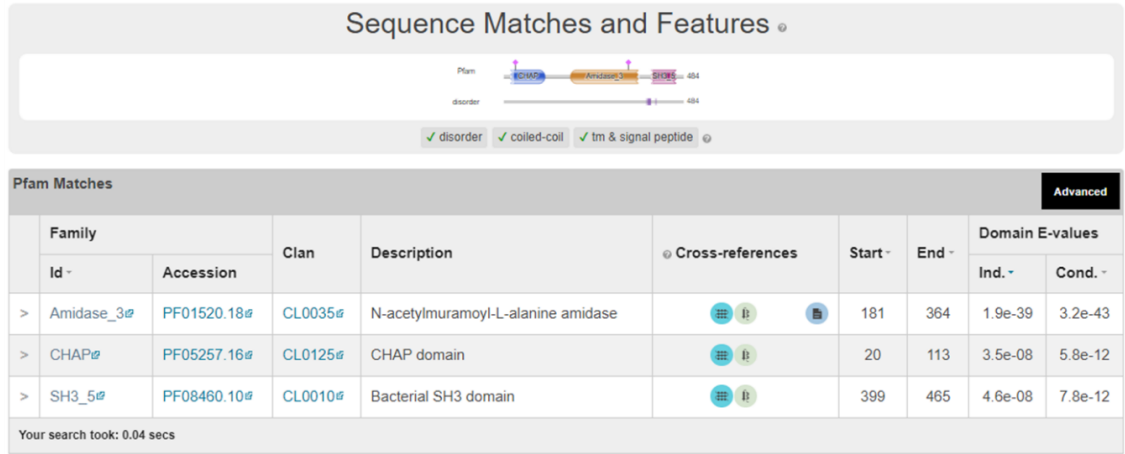 Sequence Matches and Features
Pfam CHAP Amidase_3 SH3_5 484
disorder 484
✓ disorder ✓ coiled-coil ✓ tm & signal peptide
Pfam Matches Advanced
Family Clan Description Cross-references Start End Domain E-values
Id Accession Ind. Cond.
> Amidase_3 PF01520.18 CL0035 N-acetylmuramoyl-L-alanine amidase 181 364 1.9e-39 3.2e-43
> CHAP PF05257.16 CL0125 CHAP domain 20 113 3.5e-08 5.8e-12
> SH3_5 PF08460.10 CL0010 Bacterial SH3 domain 399 465 4.6e-08 7.8e-12
Your search took: 0.04 secs